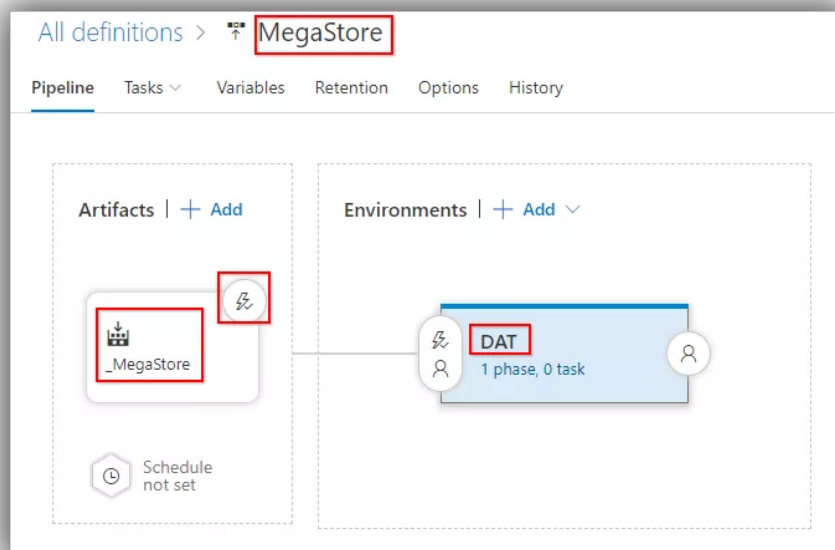 All definitions > MegaStore
Pipeline Tasks Variables Retention Options History
Artifacts | + Add
Environments | + Add
_MegaStore
DAT
1 phase, 0 task
Schedule
not set